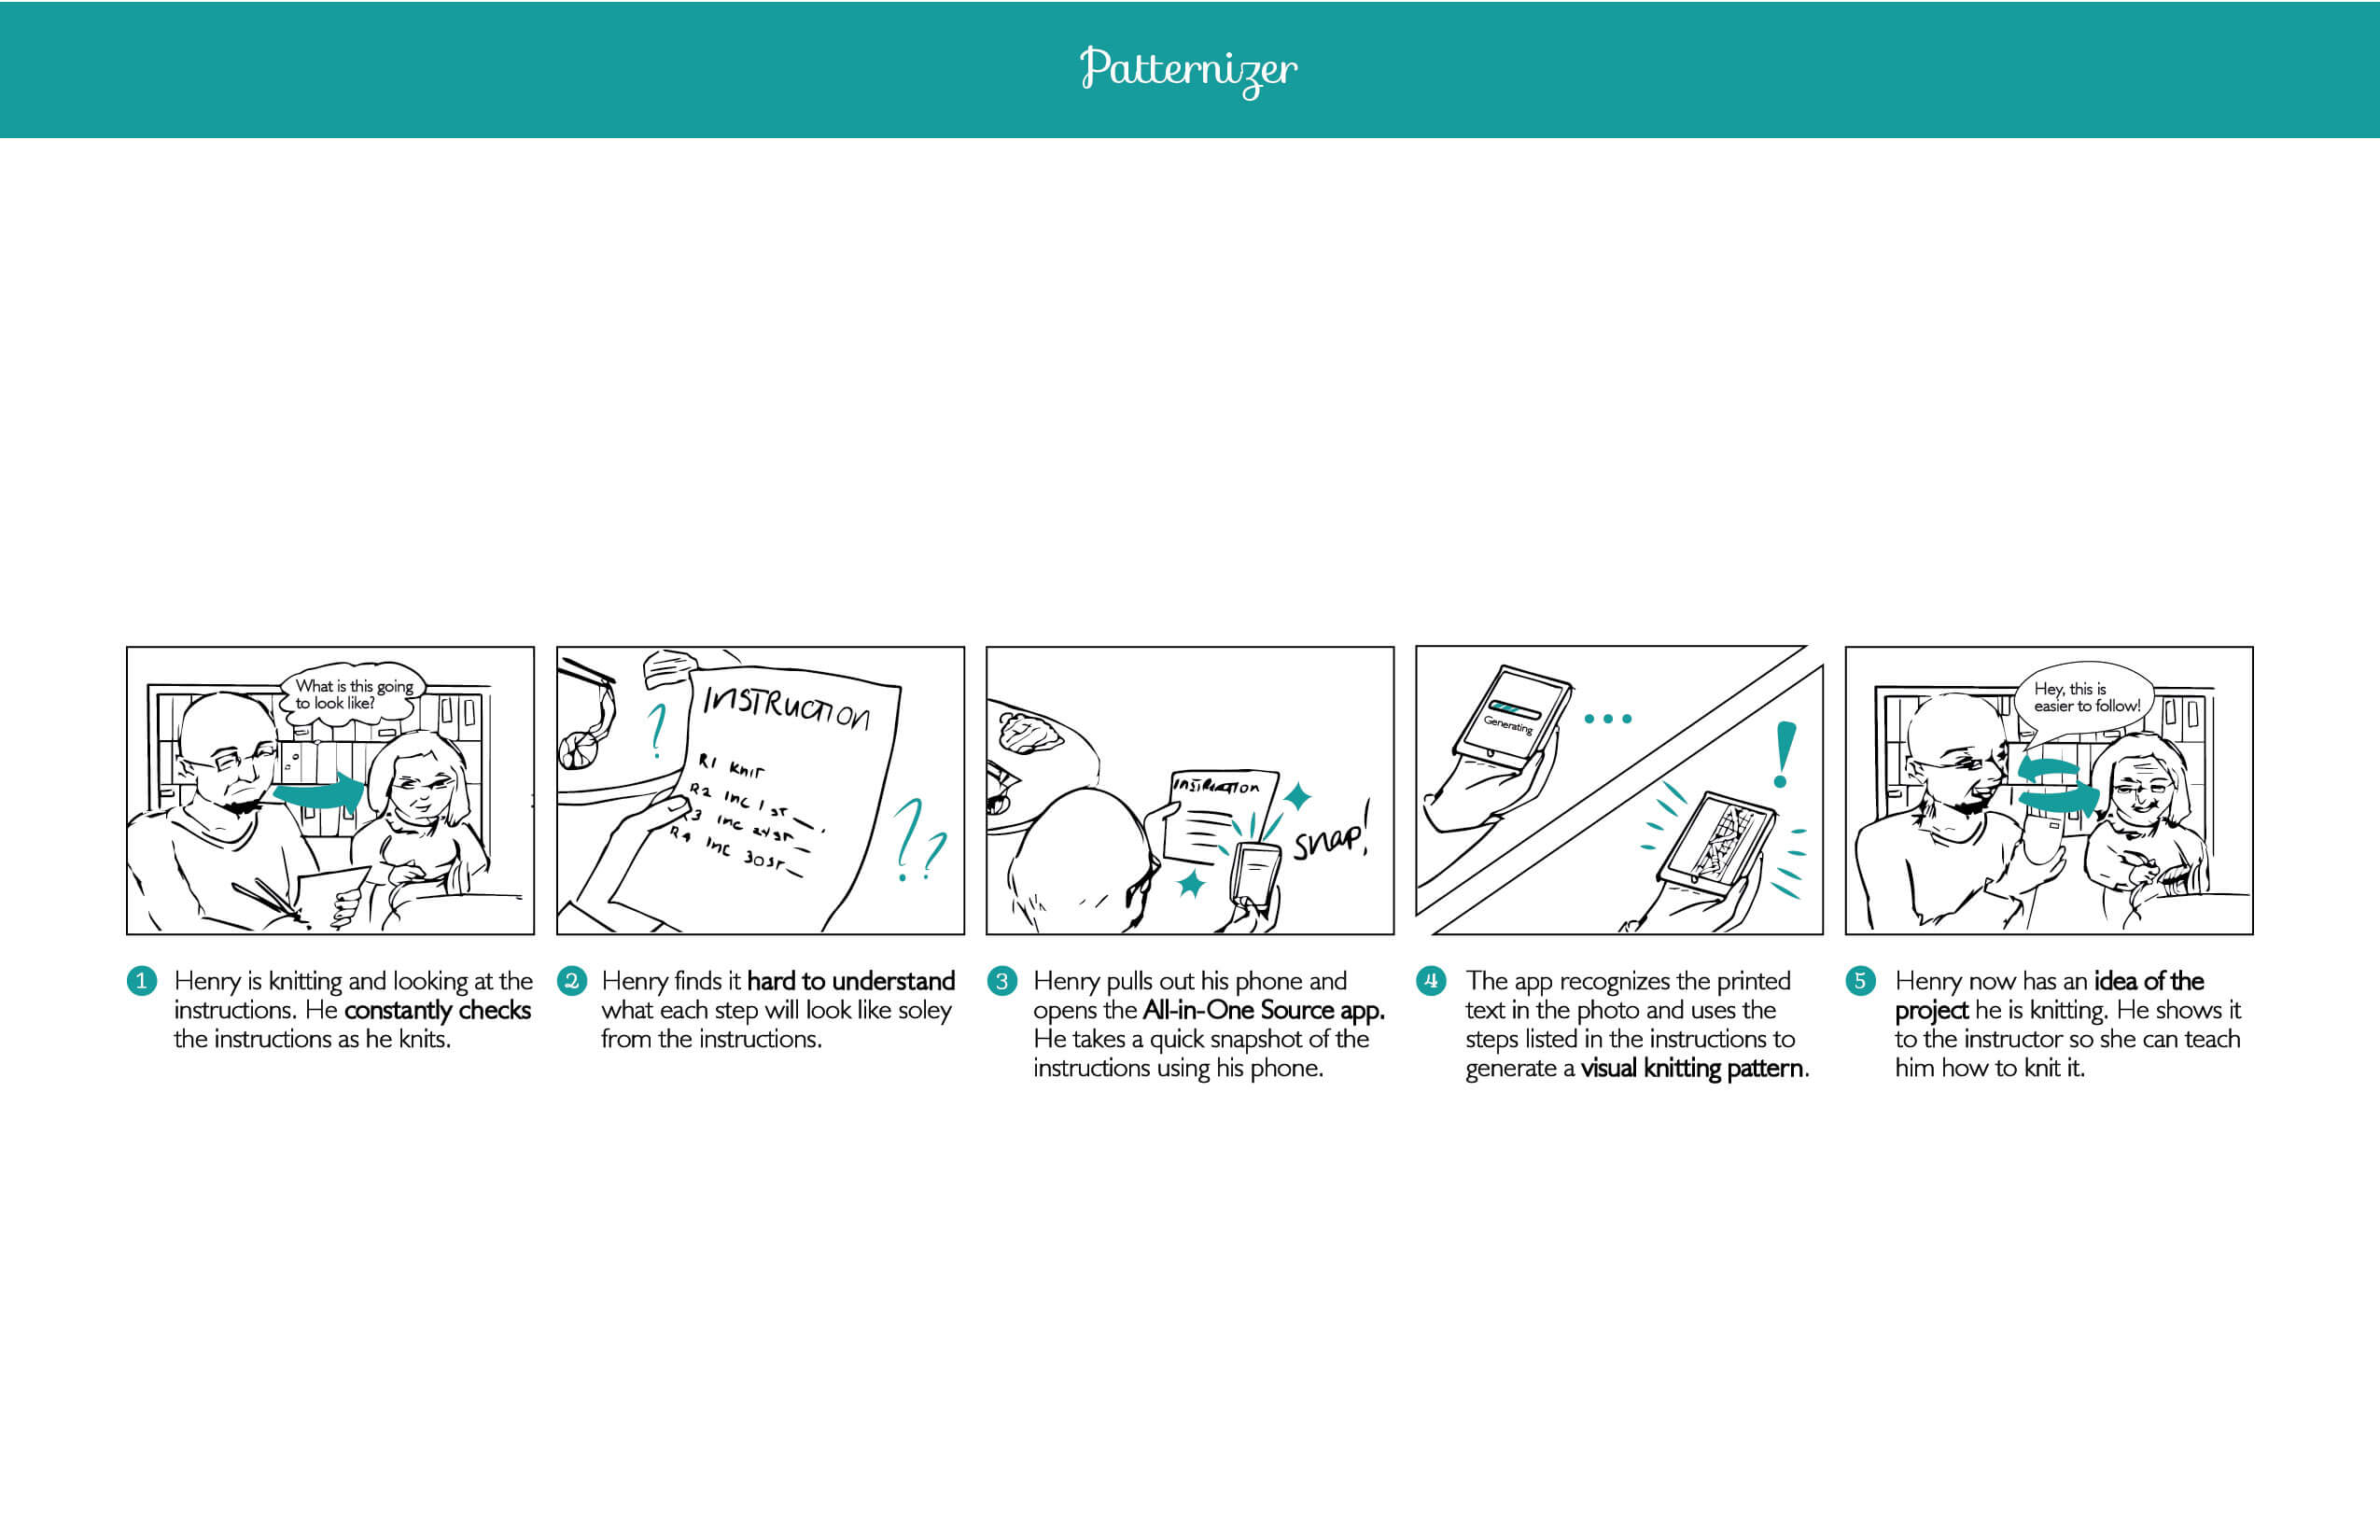 Patternizer
What is this going
to look like?
INSTRUCTION
R1 Knit
R2 inc 1 st
R3 inc 24st
R4 inc 30st
INSTRUCTION
snap!
Generating
Hey, this is
easier to follow!
1 Henry is knitting and looking at the
instructions. He constantly checks
the instructions as he knits.
2 Henry finds it hard to understand
what each step will look like soley
from the instructions.
3 Henry pulls out his phone and
opens the All-in-One Source app.
He takes a quick snapshot of the
instructions using his phone.
4 The app recognizes the printed
text in the photo and uses the
steps listed in the instructions to
generate a visual knitting pattern.
5 Henry now has an idea of the
project he is knitting. He shows it
to the instructor so she can teach
him how to knit it.